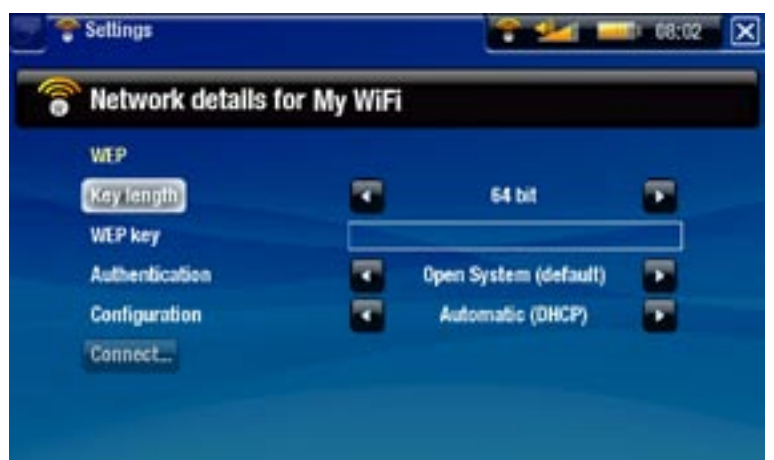 Settings 08:02
Network details for My WiFi
WEP
Key length 64 bit
WEP key
Authentication Open System (default)
Configuration Automatic (DHCP)
Connect...